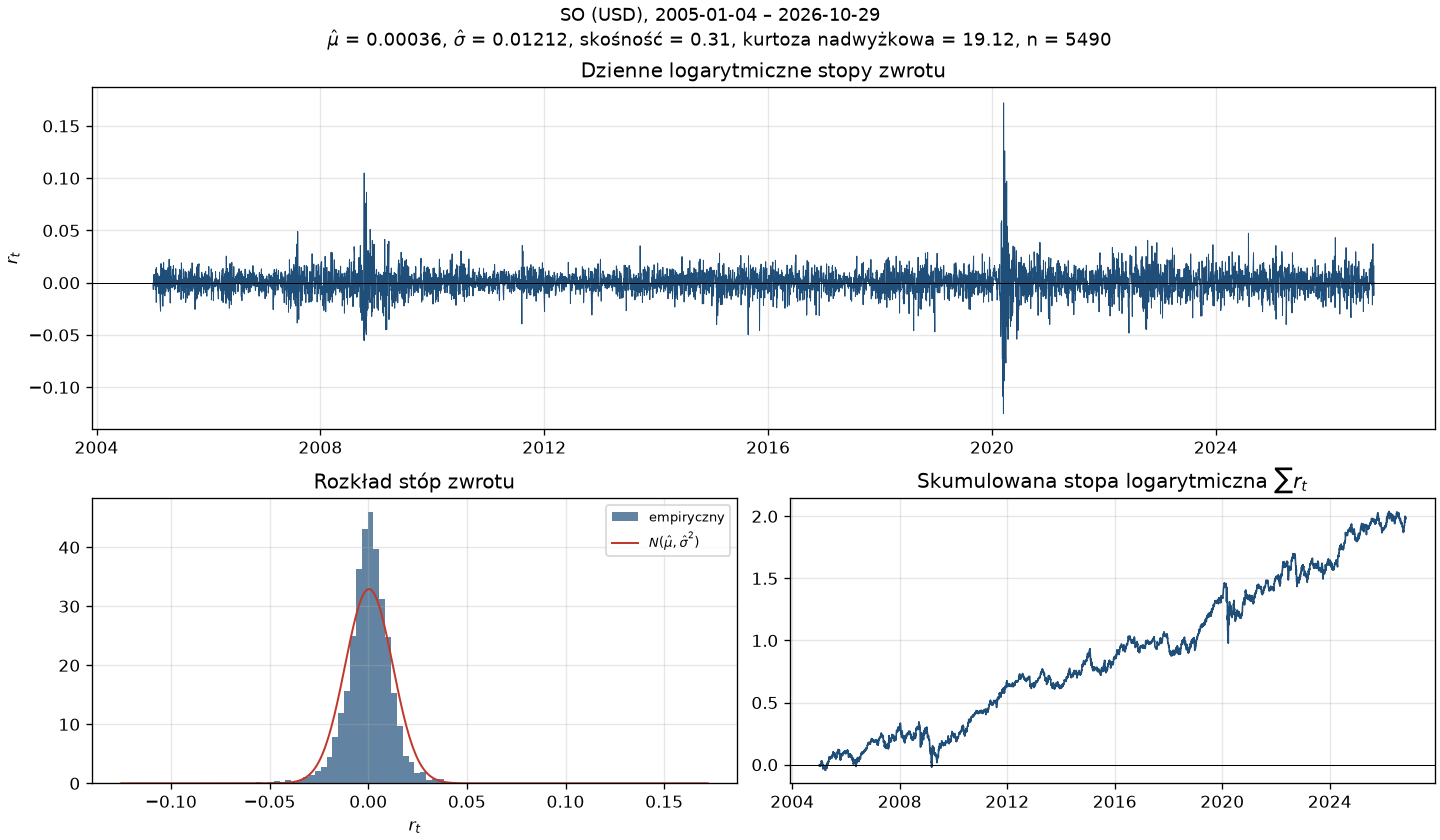 SO (USD), 2005-01-04 – 2026-10-29
μ̂ = 0.00036, σ̂ = 0.01212, skośność = 0.31, kurtoza nadwyżkowa = 19.12, n = 5490
Dzienne logarytmiczne stopy zwrotu
0.15
0.10
0.05
0.00
−0.05
−0.10
r_t
2004 2008 2012 2016 2020 2024
Rozkład stóp zwrotu
empiryczny
N(μ̂, σ̂²)
40
30
20
10
0
−0.10 −0.05 0.00 0.05 0.10 0.15
r_t
Skumulowana stopa logarytmiczna ∑r_t
2.0
1.5
1.0
0.5
0.0
2004 2008 2012 2016 2020 2024